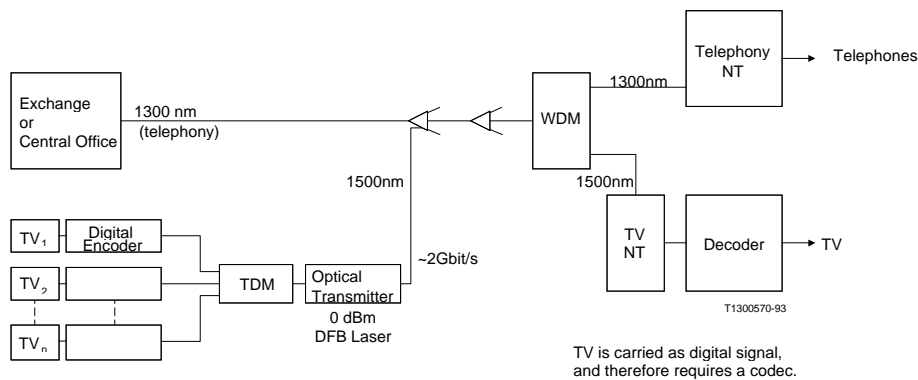 Telephony
NT
Telephones
Exchange
or
Central Office
1300 nm
(telephony)
1300nm
WDM
1500nm
1500nm
TV1
Digital
Encoder
TV2
TVn
TDM
Optical
Transmitter
0 dBm
DFB Laser
~2Gbit/s
TV
NT
Decoder
TV
T1300570-93
TV is carried as digital signal,
and therefore requires a codec.